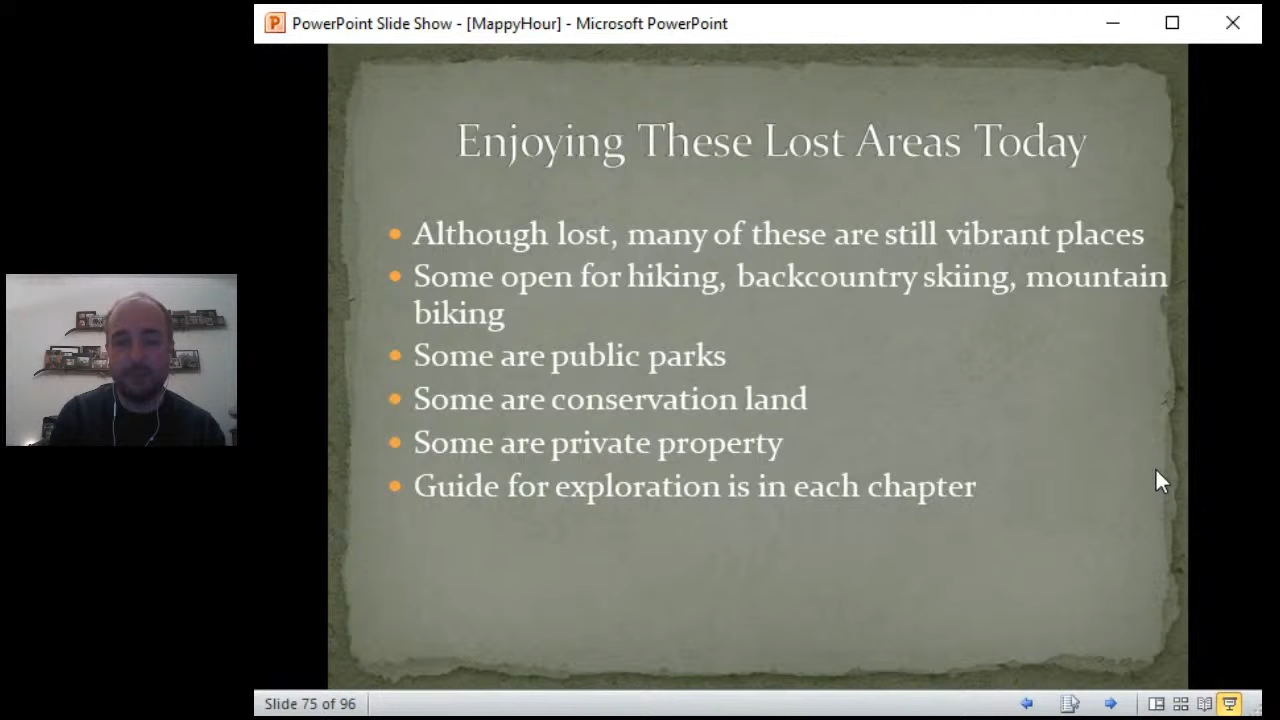 PowerPoint Slide Show - [MappyHour] - Microsoft PowerPoint
Enjoying These Lost Areas Today
• Although lost, many of these are still vibrant places
• Some open for hiking, backcountry skiing, mountain
biking
• Some are public parks
• Some are conservation land
• Some are private property
• Guide for exploration is in each chapter
Slide 75 of 96